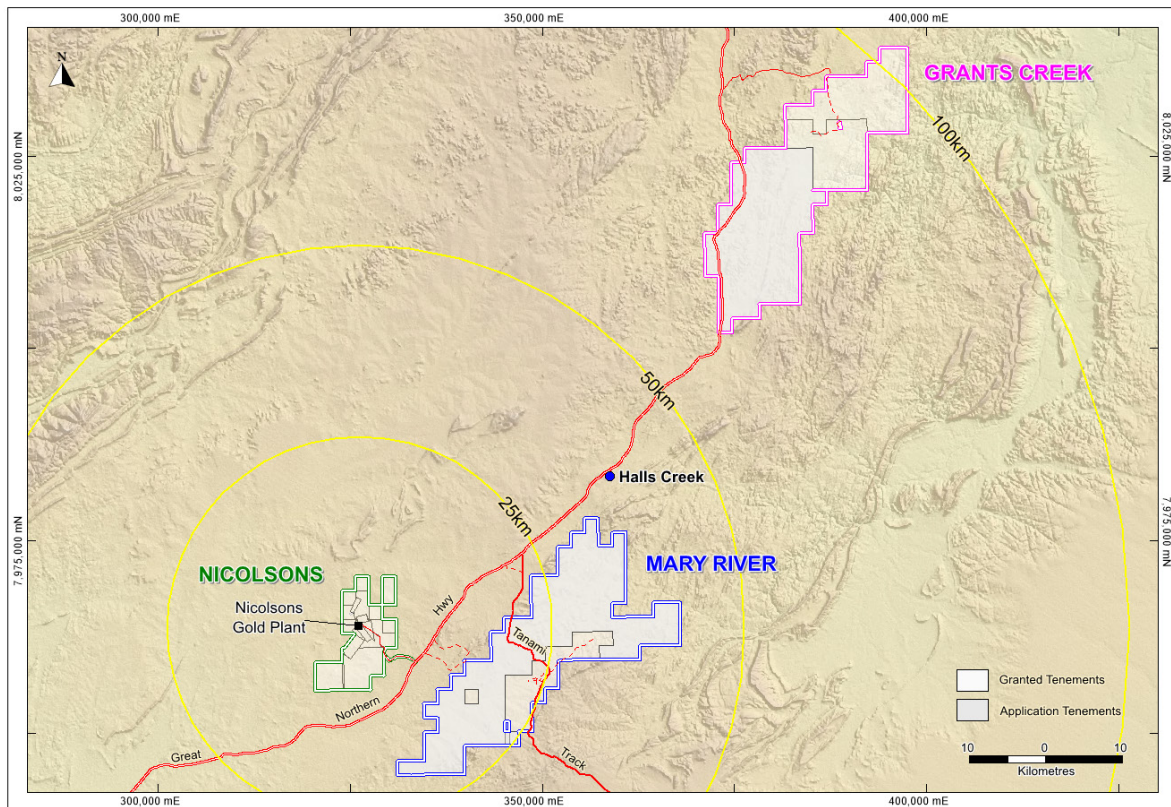 300,000 mE
350,000 mE
400,000 mE
N
GRANTS CREEK
100km
8,025,000 mN
8,025,000 mN
50km
Halls Creek
25km
7,975,000 mN
7,975,000 mN
MARY RIVER
NICOLSONS
Nicolsons
Gold Plant
Hwy
Tanami
Northern
Great
Track
Granted Tenements
Application Tenements
10 0 10
Kilometres
300,000 mE
350,000 mE
400,000 mE